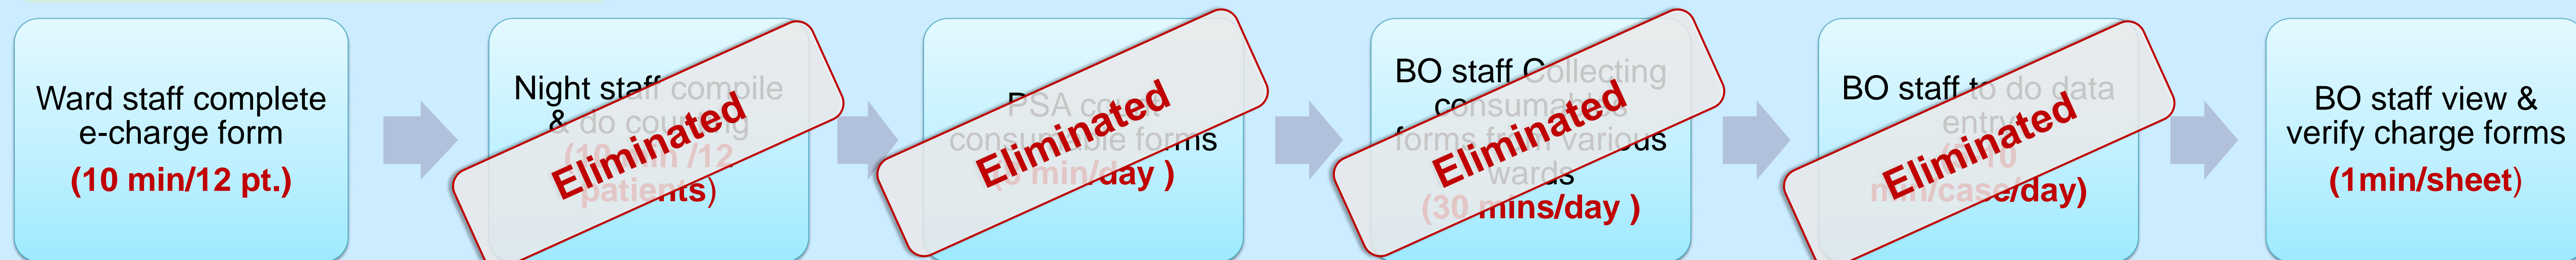 Ward staff complete
e-charge form
(10 min/12 pt.)
Night staff compile
& do counting
(10 min /12
patients)
Eliminated
PSA count
consumable forms
min/day )
Eliminated
BO staff Collecting
consumables
forms from various
wards
(30 mins/day )
Eliminated
BO staff to do data
entry
10
min/case/day)
Eliminated
BO staff view &
verify charge forms
(1min/sheet)